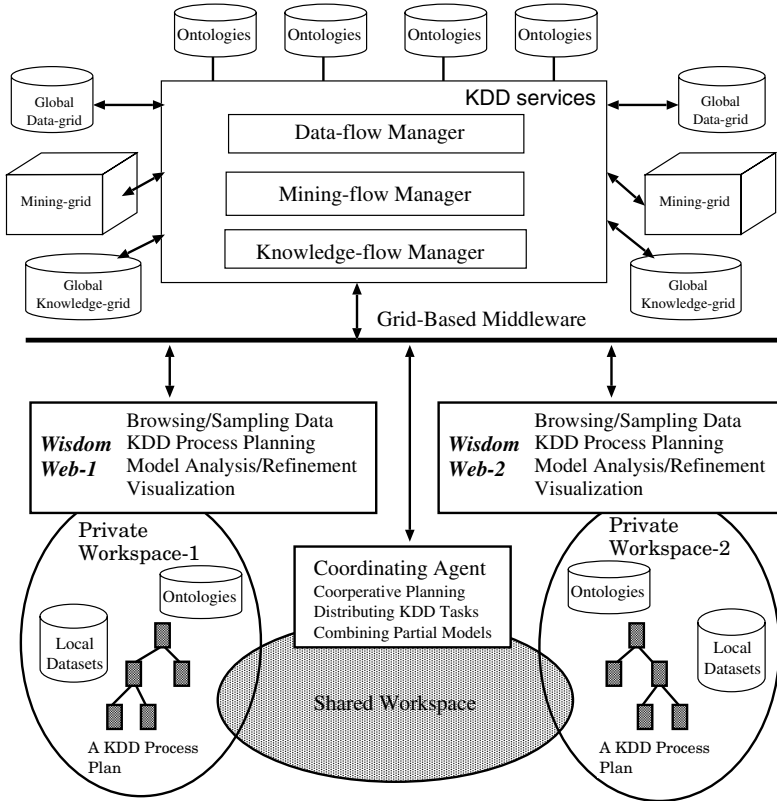 Ontologies
Ontologies
Ontologies
Ontologies
KDD services
Global
Data-grid
Data-flow Manager
Global
Data-grid
Mining-grid
Mining-flow Manager
Mining-grid
Global
Knowledge-grid
Knowledge-flow Manager
Global
Knowledge-grid
Grid-Based Middleware
Wisdom
Web-1
Browsing/Sampling Data
KDD Process Planning
Model Analysis/Refinement
Visualization
Wisdom
Web-2
Browsing/Sampling Data
KDD Process Planning
Model Analysis/Refinement
Visualization
Private
Workspace-1
Ontologies
Local
Datasets
A KDD Process
Plan
Coordinating Agent
Coorperative Planning
Distributing KDD Tasks
Combining Partial Models
Shared Workspace
Private
Workspace-2
Ontologies
Local
Datasets
A KDD Process
Plan